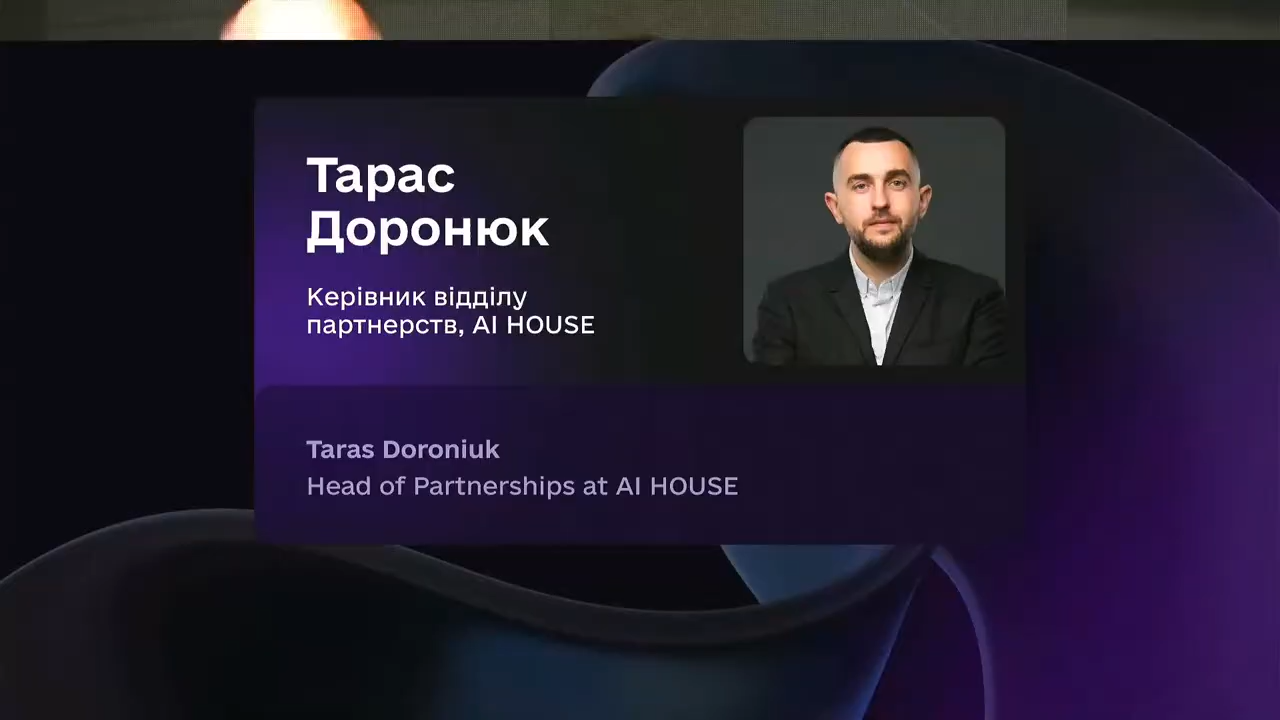 Тарас
Доронюк
Керівник відділу
партнерств, AI HOUSE
Taras Doroniuk
Head of Partnerships at AI HOUSE